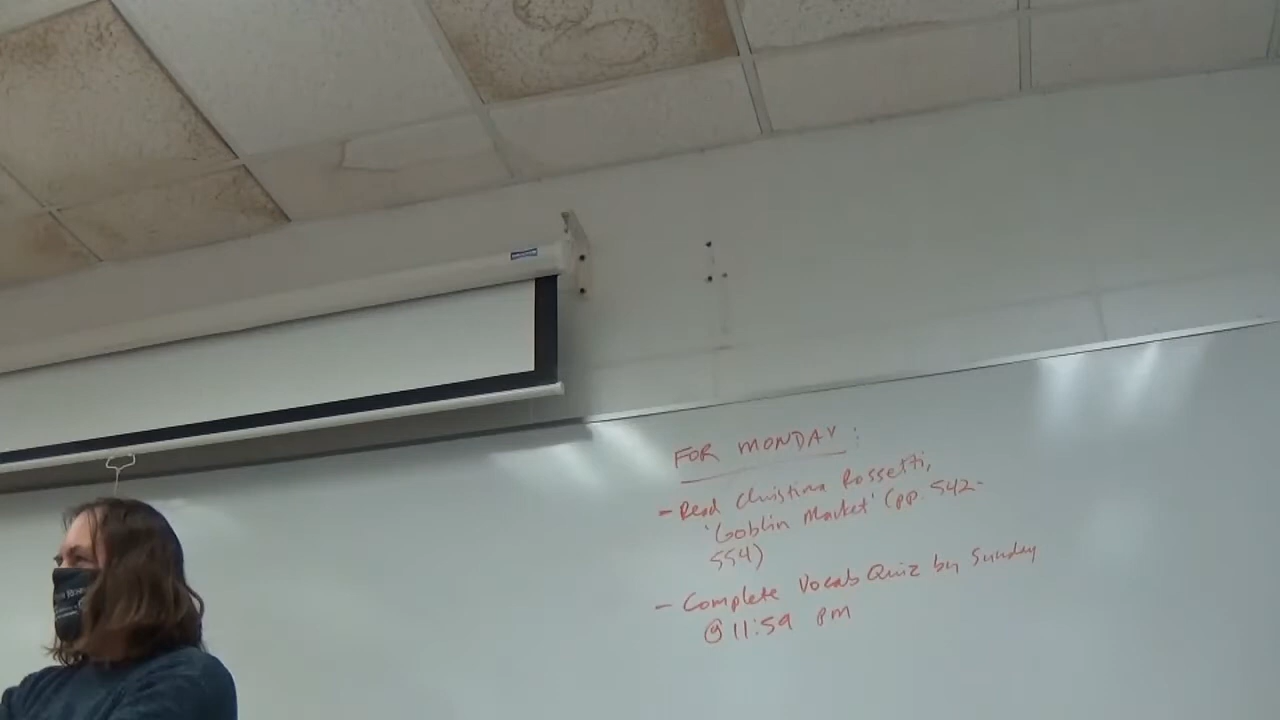 FOR MONDAY:
- Read Christina Rossetti,
'Goblin Market' (pp. 542-
554)
- Complete Vocab Quiz by Sunday
@ 11:59 PM